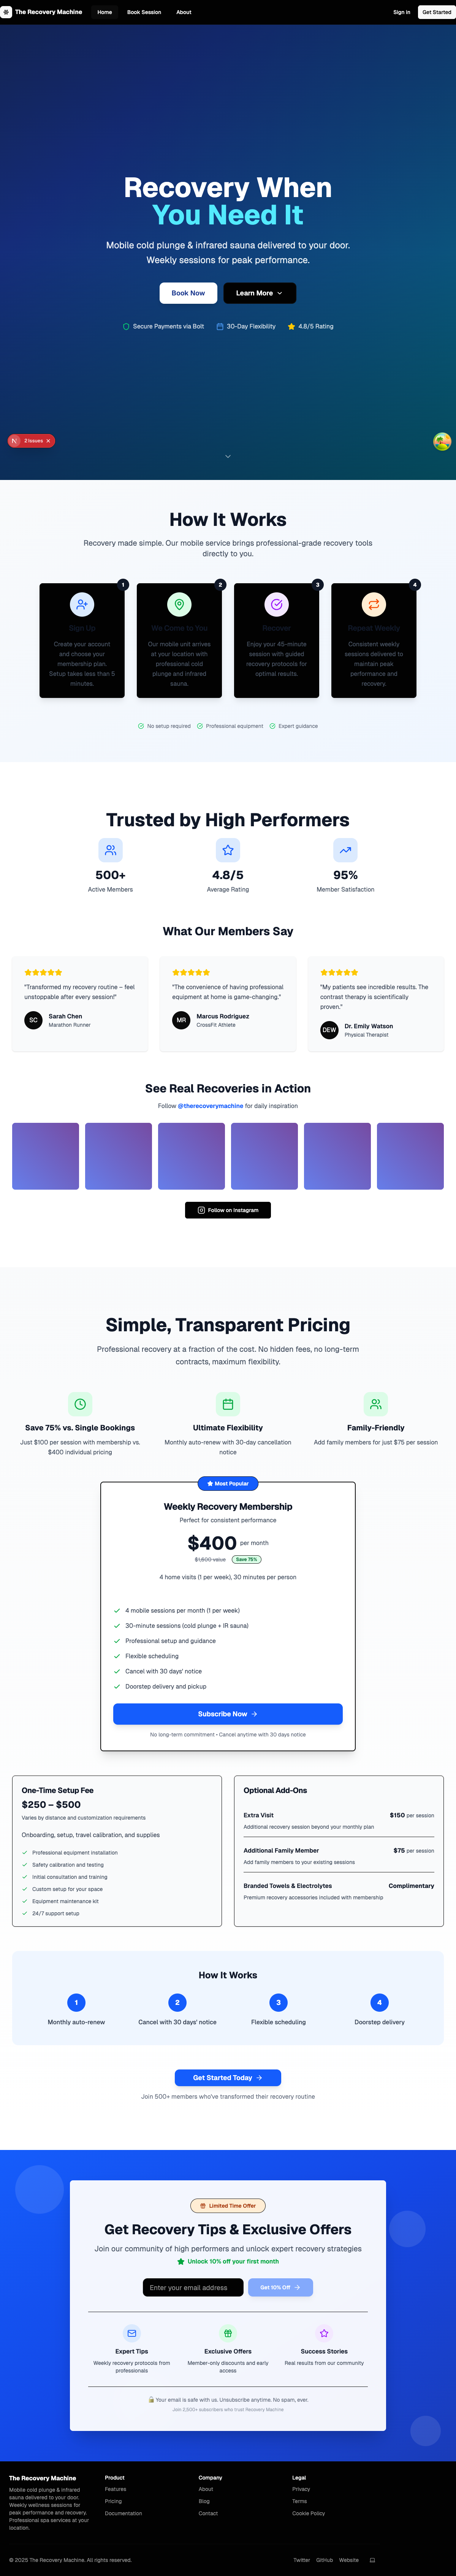 The Recovery Machine
Home
Book Session
About
Sign In
Get Started
Recovery When
You Need It
Mobile cold plunge & infrared sauna delivered to your door.
Weekly sessions for peak performance.
Book Now
Learn More
Secure Payments via Bolt
30-Day Flexibility
4.8/5 Rating
N
2 Issues
How It Works
Recovery made simple. Our mobile service brings professional-grade recovery tools
directly to you.
1
Sign Up
Create your account
and choose your
membership plan.
Setup takes less than 5
minutes.
2
We Come to You
Our mobile unit arrives
at your location with
professional cold
plunge and infrared
sauna.
3
Recover
Enjoy your 45-minute
session with guided
recovery protocols for
optimal results.
4
Repeat Weekly
Consistent weekly
sessions delivered to
maintain peak
performance and
recovery.
No setup required
Professional equipment
Expert guidance
Trusted by High Performers
500+
Active Members
4.8/5
Average Rating
95%
Member Satisfaction
What Our Members Say
"Transformed my recovery routine – feel
unstoppable after every session!"
SC
Sarah Chen
Marathon Runner
"The convenience of having professional
equipment at home is game-changing."
MR
Marcus Rodriguez
CrossFit Athlete
"My patients see incredible results. The
contrast therapy is scientifically
proven."
DEW
Dr. Emily Watson
Physical Therapist
See Real Recoveries in Action
Follow @therecoverymachine for daily inspiration
Follow on Instagram
Simple, Transparent Pricing
Professional recovery at a fraction of the cost. No hidden fees, no long-term
contracts, maximum flexibility.
Save 75% vs. Single Bookings
Just $100 per session with membership vs.
$400 individual pricing
Ultimate Flexibility
Monthly auto-renew with 30-day cancellation
notice
Family-Friendly
Add family members for just $75 per session
Most Popular
Weekly Recovery Membership
Perfect for consistent performance
$400 per month
$1,600 value
Save 75%
4 home visits (1 per week), 30 minutes per person
4 mobile sessions per month (1 per week)
30-minute sessions (cold plunge + IR sauna)
Professional setup and guidance
Flexible scheduling
Cancel with 30 days' notice
Doorstep delivery and pickup
Subscribe Now
No long-term commitment • Cancel anytime with 30 days notice
One-Time Setup Fee
$250 – $500
Varies by distance and customization requirements
Onboarding, setup, travel calibration, and supplies
Professional equipment installation
Safety calibration and testing
Initial consultation and training
Custom setup for your space
Equipment maintenance kit
24/7 support setup
Optional Add-Ons
Extra Visit
$150 per session
Additional recovery session beyond your monthly plan
Additional Family Member
$75 per session
Add family members to your existing sessions
Branded Towels & Electrolytes
Complimentary
Premium recovery accessories included with membership
How It Works
1
Monthly auto-renew
2
Cancel with 30 days' notice
3
Flexible scheduling
4
Doorstep delivery
Get Started Today
Join 500+ members who've transformed their recovery routine
Limited Time Offer
Get Recovery Tips & Exclusive Offers
Join our community of high performers and unlock expert recovery strategies
Unlock 10% off your first month
Enter your email address
Get 10% Off
Expert Tips
Weekly recovery protocols from
professionals
Exclusive Offers
Member-only discounts and early
access
Success Stories
Real results from our community
Your email is safe with us. Unsubscribe anytime. No spam, ever.
Join 2,500+ subscribers who trust Recovery Machine
The Recovery Machine
Mobile cold plunge & infrared
sauna delivered to your door.
Weekly wellness sessions for
peak performance and recovery.
Professional spa services at your
location.
Product
Features
Pricing
Documentation
Company
About
Blog
Contact
Legal
Privacy
Terms
Cookie Policy
© 2025 The Recovery Machine. All rights reserved.
Twitter
GitHub
Website